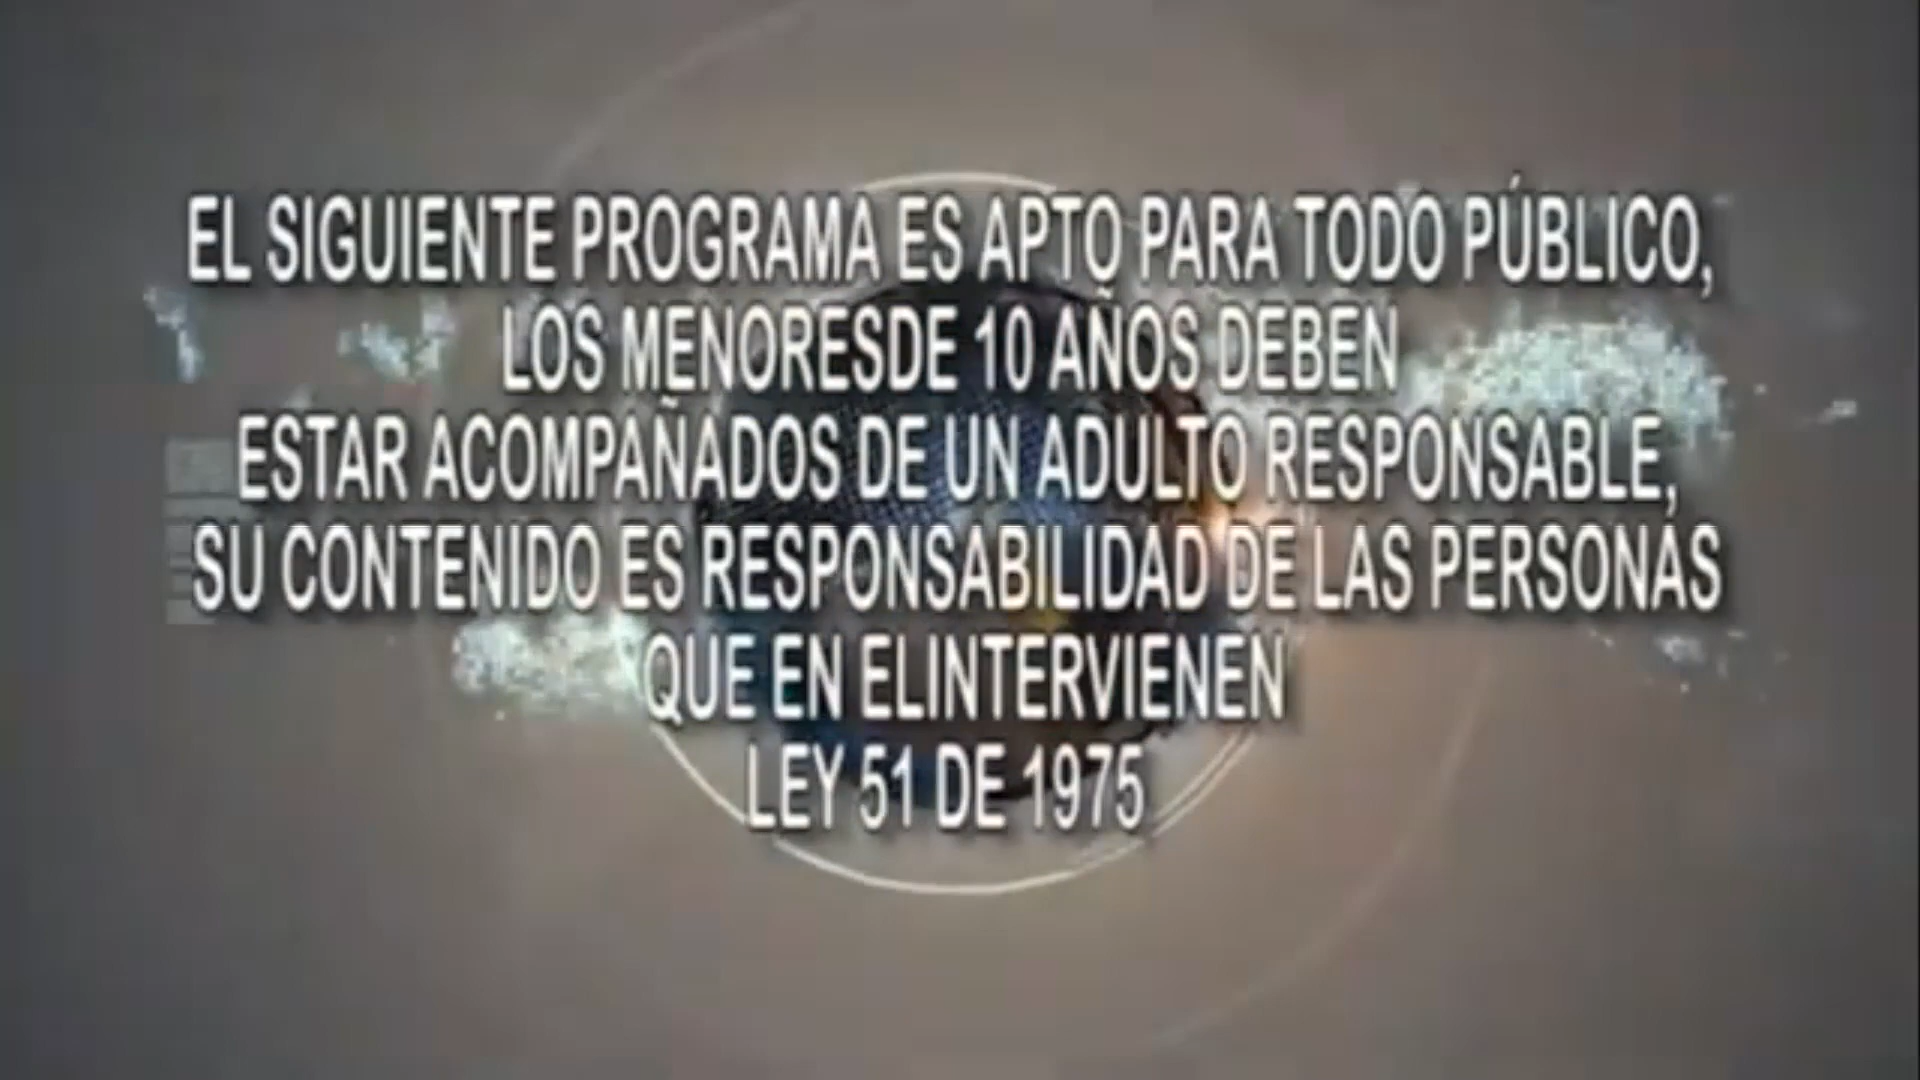 EL SIGUIENTE PROGRAMA ES APTO PARA TODO PÚBLICO,
LOS MENORESDE 10 AÑOS DEBEN
ESTAR ACOMPAÑADOS DE UN ADULTO RESPONSABLE,
SU CONTENIDO ES RESPONSABILIDAD DE LAS PERSONAS
QUE EN ELINTERVIENEN
LEY 51 DE 1975